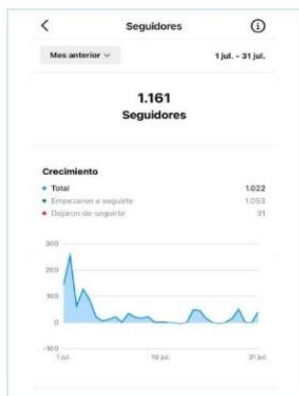 Seguidores
Mes anterior
1 jul. - 31 jul.
1.161
Seguidores
Crecimiento
Total 1.022
Empezaron a seguirte 1.053
Dejaron de seguirte 31
300
200
100
0
-100
1 jul. 31 jul.